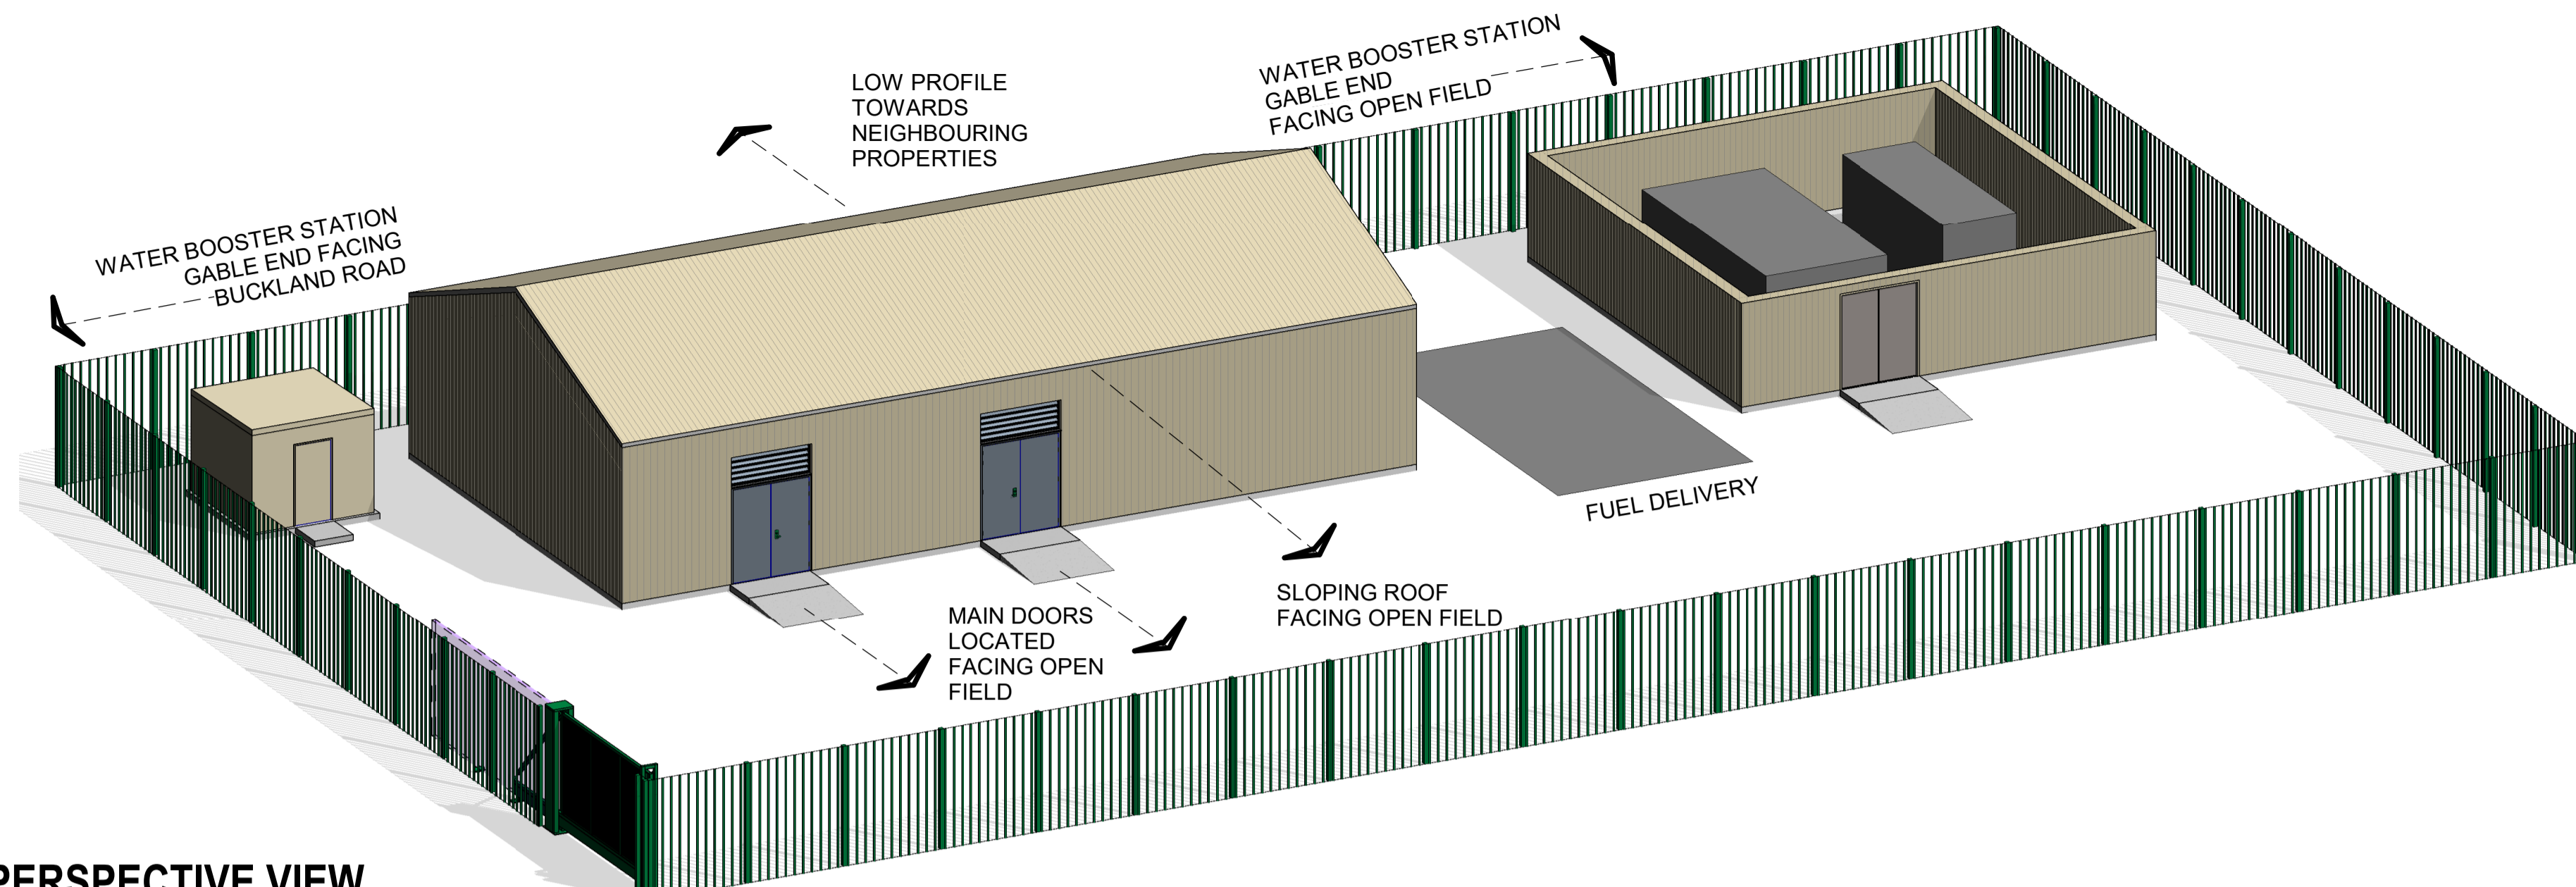 LOW PROFILE
TOWARDS
NEIGHBOURING
PROPERTIES
WATER BOOSTER STATION
GABLE END
FACING OPEN FIELD
WATER BOOSTER STATION
GABLE END FACING
BUCKLAND ROAD
FUEL DELIVERY
SLOPING ROOF
FACING OPEN FIELD
MAIN DOORS
LOCATED
FACING OPEN
FIELD
PERSPECTIVE VIEW